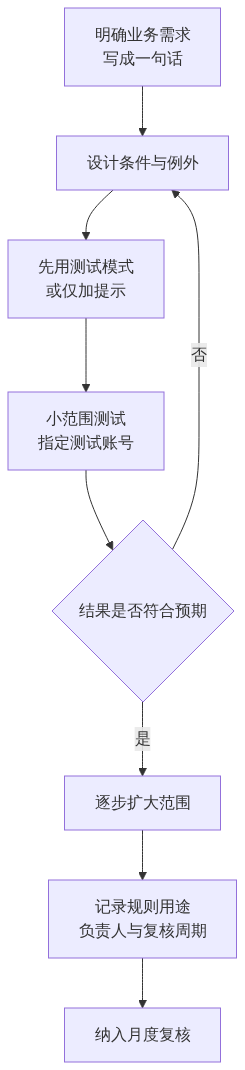 明确业务需求
写成一句话
设计条件与例外
先用测试模式
或仅加提示
小范围测试
指定测试账号
否
结果是否符合预期
是
逐步扩大范围
记录规则用途
负责人与复核周期
纳入月度复核